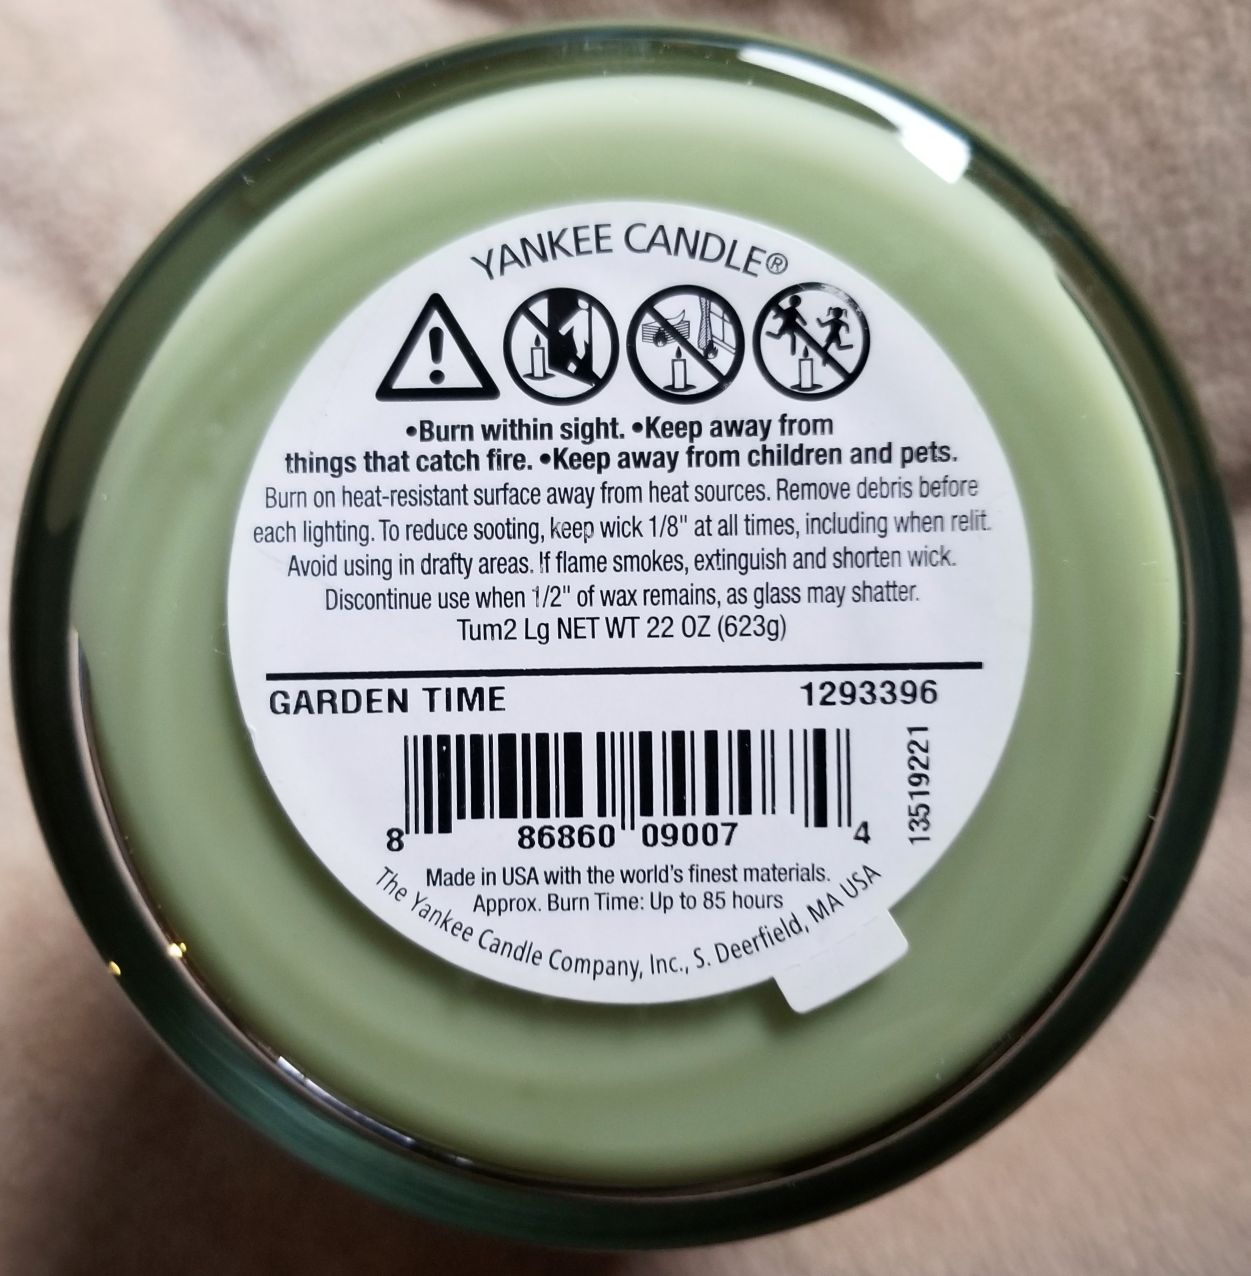 YANKEE CANDLE®
•Burn within sight. •Keep away from
things that catch fire. •Keep away from children and pets.
Burn on heat-resistant surface away from heat sources. Remove debris before
each lighting. To reduce sooting, keep wick 1/8" at all times, including when relit.
Avoid using in drafty areas. If flame smokes, extinguish and shorten wick.
Discontinue use when 1/2" of wax remains, as glass may shatter.
Tum2 Lg NET WT 22 OZ (623g)
GARDEN TIME 1293396
13519221
8 86860 09007 4
Made in USA with the world's finest materials.
Approx. Burn Time: Up to 85 hours
The Yankee Candle Company, Inc., S. Deerfield, MA USA